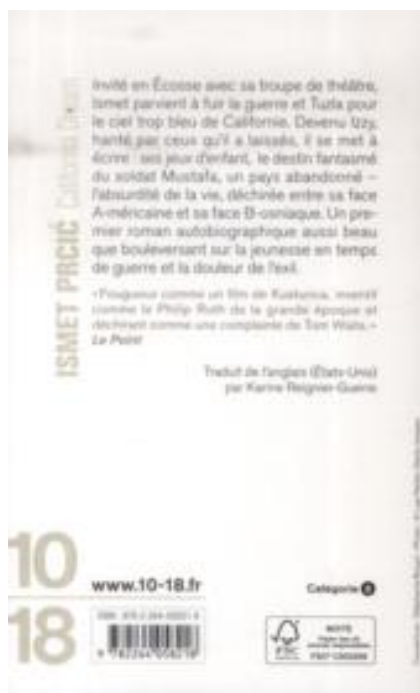 Invité en Écosse avec sa troupe de théâtre,
Ismet parvient à fuir la guerre et Tuzla pour
le ciel trop bleu de Californie. Devenu Izzy,
hanté par ceux qu'il a laissés, il se met à
écrire : ses jeux d'enfant, le destin fantasmé
du soldat Mustafa, un pays abandonné –
l'absurdité de la vie, déchirée entre sa face
A-méricaine et sa face B-osniaque. Un pre-
mier roman autobiographique aussi beau
que bouleversant sur la jeunesse en temps
de guerre et la douleur de l'exil.
«Fougueux comme un film de Kusturica, inventif
comme le Philip Roth de la grande époque et
déchirant comme une complainte de Tom Waits.»
Le Point
Traduit de l'anglais (États-Unis)
par Karine Reignier-Guerre
ISMET PRCIĆ California
10
18
www.10-18.fr
Catégorie
FSC
MIXTE